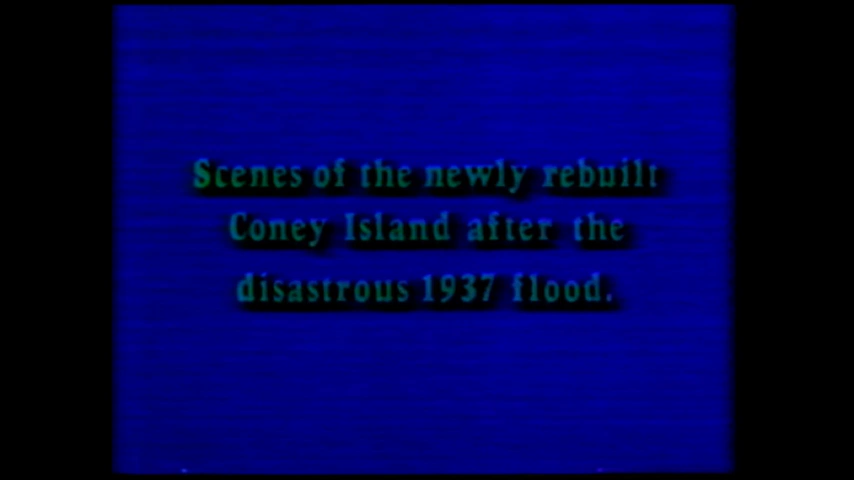 Scenes of the newly rebuilt
Coney Island after the
disastrous 1937 flood.